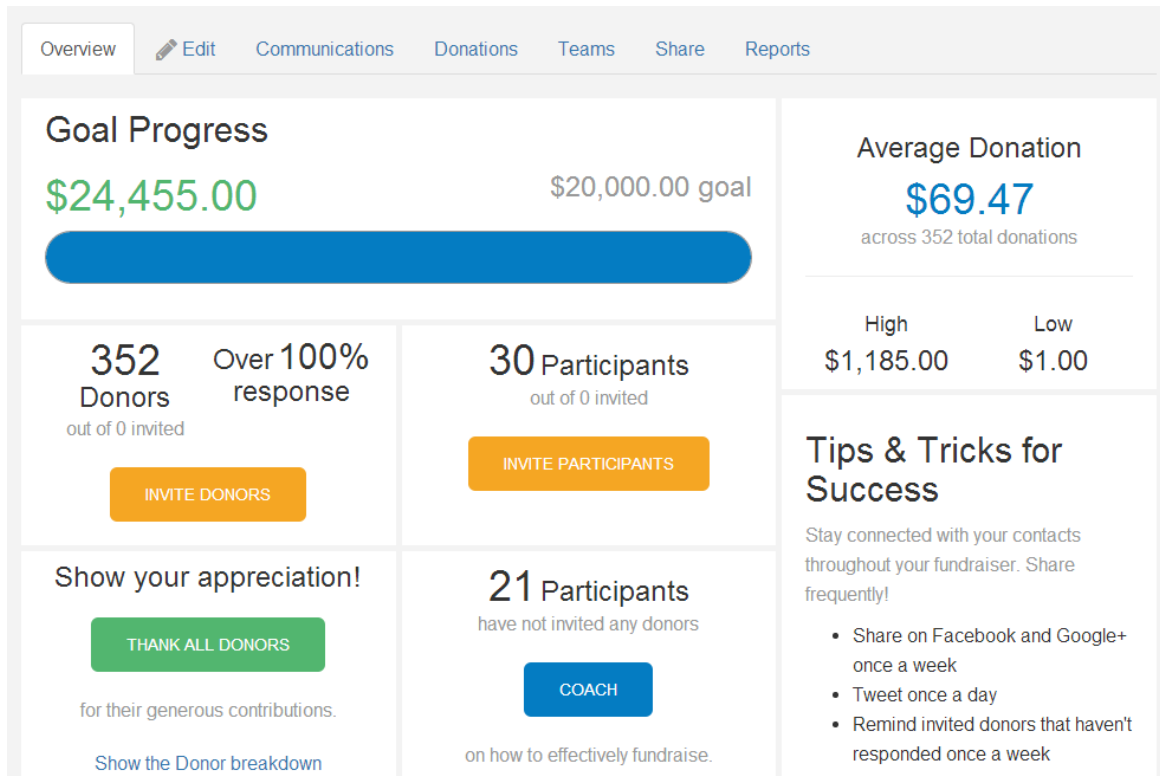 Overview
Edit
Communications
Donations
Teams
Share
Reports
Goal Progress
$24,455.00
$20,000.00 goal
Average Donation
$69.47
across 352 total donations
High
Low
$1,185.00
$1.00
352
Donors
out of 0 invited
Over 100%
response
INVITE DONORS
30 Participants
out of 0 invited
INVITE PARTICIPANTS
Tips & Tricks for
Success
Stay connected with your contacts
throughout your fundraiser. Share
frequently!
• Share on Facebook and Google+
once a week
• Tweet once a day
• Remind invited donors that haven't
responded once a week
Show your appreciation!
THANK ALL DONORS
for their generous contributions.
Show the Donor breakdown
21 Participants
have not invited any donors
COACH
on how to effectively fundraise.